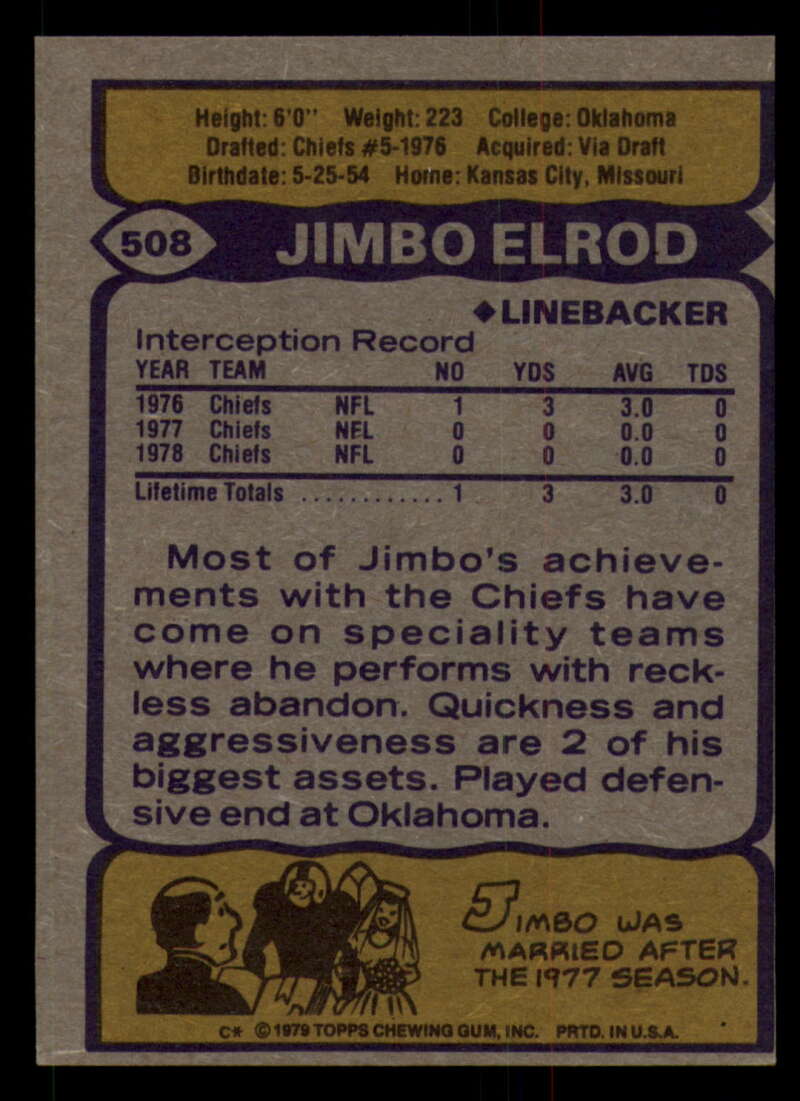 Height: 6'0" Weight: 223 College: Oklahoma
Drafted: Chiefs #5-1976 Acquired: Via Draft
Birthdate: 5-25-54 Home: Kansas City, Missouri
508 JIMBO ELROD
◆LINEBACKER
Interception Record
YEAR TEAM NO YDS AVG TDS
1976 Chiefs NFL 1 3 3.0 0
1977 Chiefs NFL 0 0 0.0 0
1978 Chiefs NFL 0 0 0.0 0
Lifetime Totals ............ 1 3 3.0 0
Most of Jimbo's achieve-
ments with the Chiefs have
come on speciality teams
where he performs with reck-
less abandon. Quickness and
aggressiveness are 2 of his
biggest assets. Played defen-
sive end at Oklahoma.
JIMBO WAS
MARRIED AFTER
THE 1977 SEASON.
C* © 1979 TOPPS CHEWING GUM, INC. PRTD. IN U.S.A.